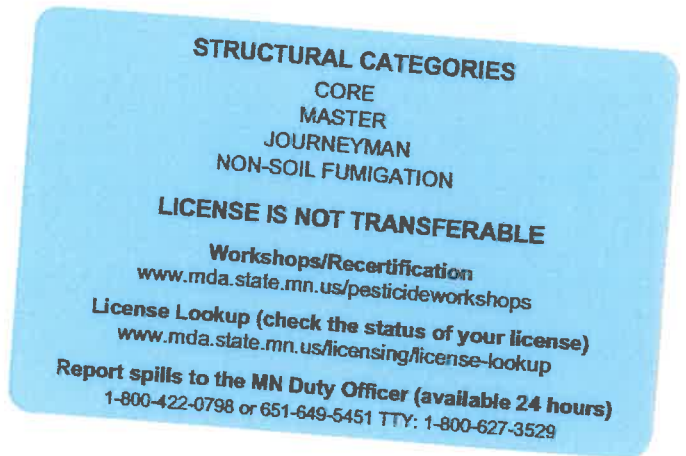 STRUCTURAL CATEGORIES
CORE
MASTER
JOURNEYMAN
NON-SOIL FUMIGATION
LICENSE IS NOT TRANSFERABLE
Workshops/Recertification
www.mda.state.mn.us/pesticideworkshops
License Lookup (check the status of your license)
www.mda.state.mn.us/licensing/license-lookup
Report spills to the MN Duty Officer (available 24 hours)
1-800-422-0798 or 651-649-5451 TTY: 1-800-627-3529